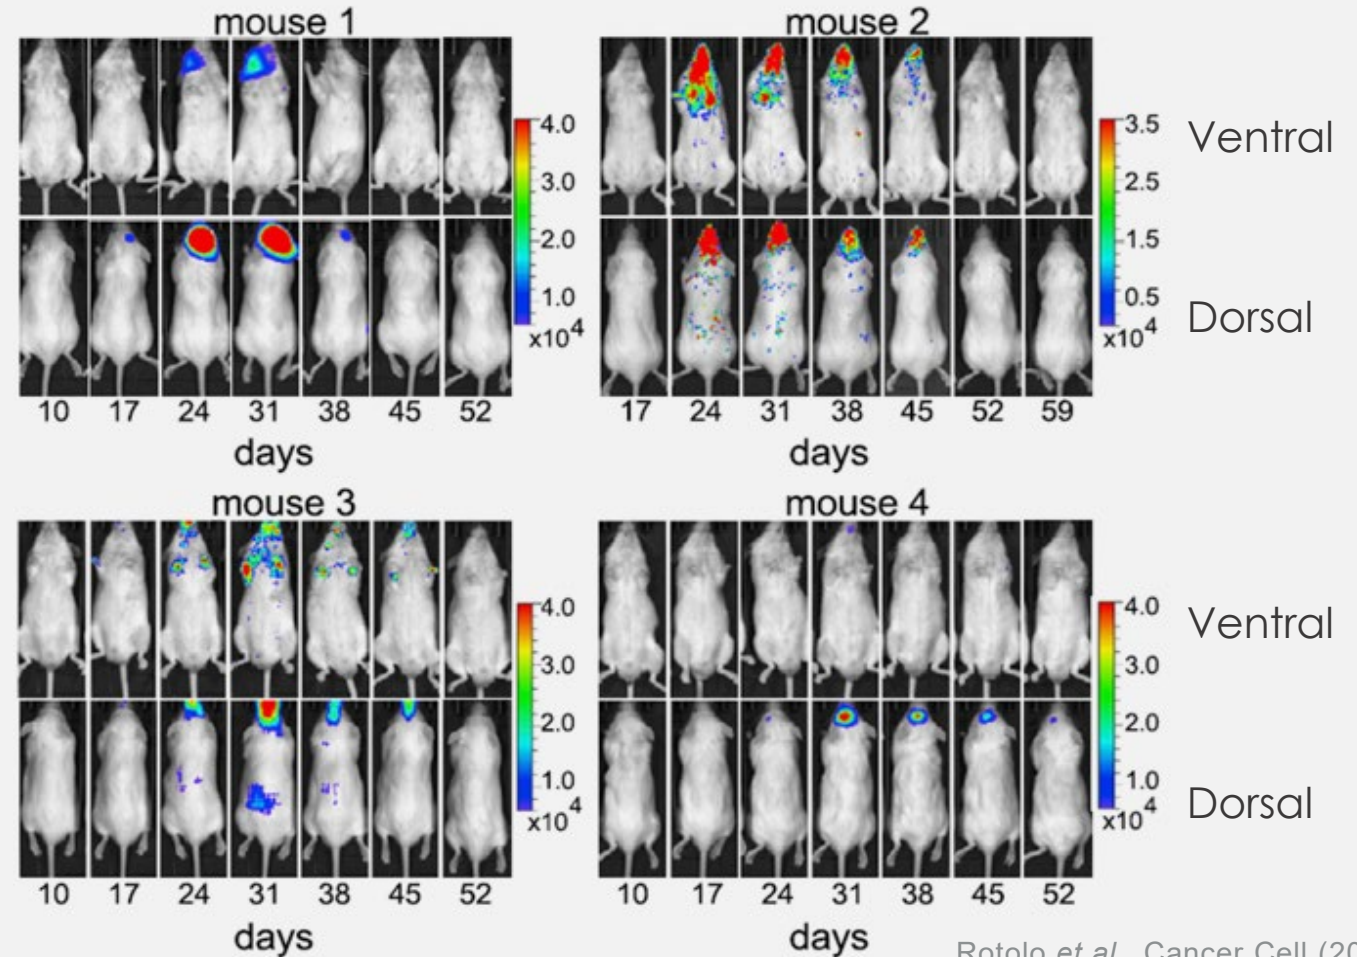 mouse 1
4.0
3.0
2.0
1.0
x10⁴
10 17 24 31 38 45 52
days
mouse 2
3.5
2.5
1.5
0.5
x10⁴
Ventral
Dorsal
17 24 31 38 45 52 59
days
mouse 3
4.0
3.0
2.0
1.0
x10⁴
10 17 24 31 38 45 52
days
mouse 4
4.0
3.0
2.0
1.0
x10⁴
Ventral
Dorsal
10 17 24 31 38 45 52
days
Rotolo et al., Cancer Cell (20